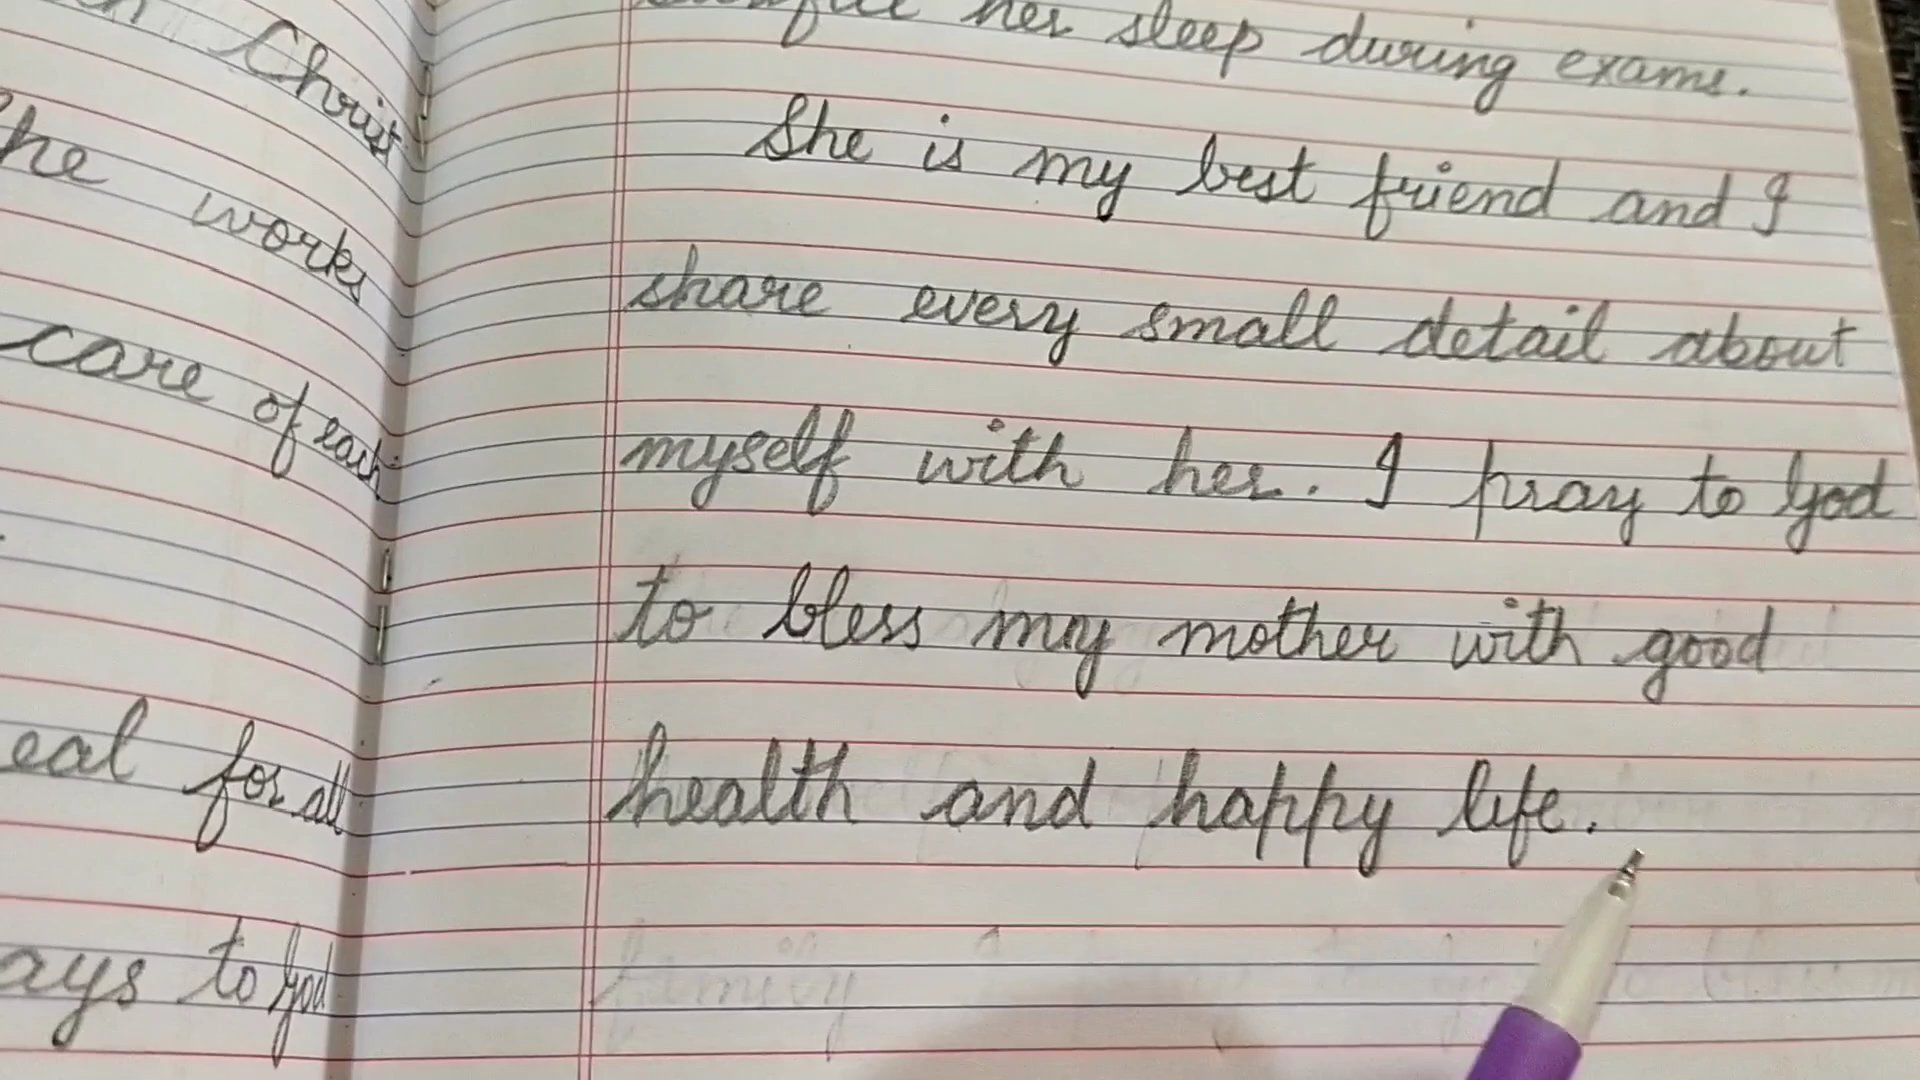 Christ
he works
care of each
eal for all
ays to God
her sleep during exams.
She is my best friend and I
share every small detail about
myself with her. I pray to God
to bless my mother with good
health and happy life.